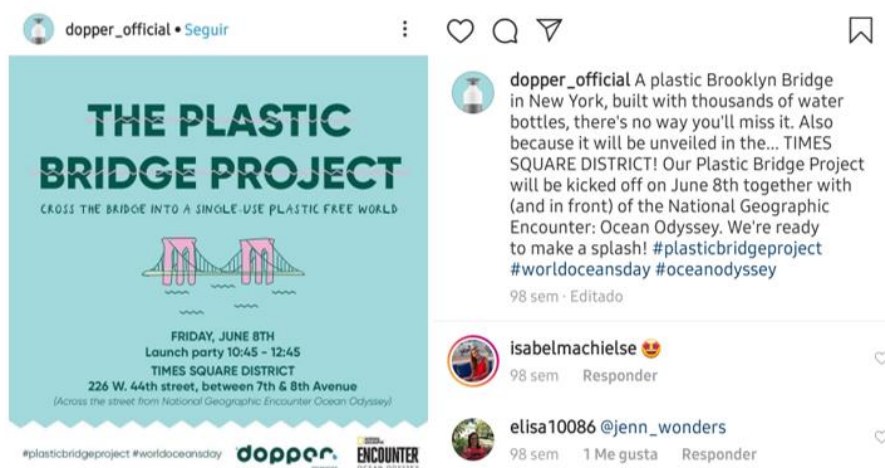 dopper_official • Seguir
THE PLASTIC
BRIDGE PROJECT
CROSS THE BRIDGE INTO A SINGLE-USE PLASTIC FREE WORLD
FRIDAY, JUNE 8TH
Launch party 10:45 - 12:45
TIMES SQUARE DISTRICT
226 W. 44th street, between 7th & 8th Avenue
(Across the street from National Geographic Encounter Ocean Odyssey)
#plasticbridgeproject #worldoceansday
dopper
ENCOUNTER
OCEAN ODYSSEY
dopper_official A plastic Brooklyn Bridge
in New York, built with thousands of water
bottles, there's no way you'll miss it. Also
because it will be unveiled in the... TIMES
SQUARE DISTRICT! Our Plastic Bridge Project
will be kicked off on June 8th together with
(and in front) of the National Geographic
Encounter: Ocean Odyssey. We're ready
to make a splash! #plasticbridgeproject
#worldoceansday #oceanodyssey
98 sem · Editado
isabelmachielse 😍
98 sem Responder
elisa10086 @jenn_wonders
98 sem 1 Me gusta Responder